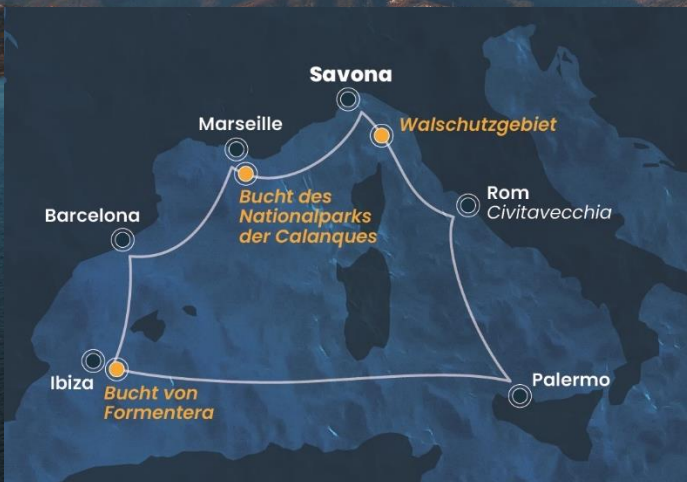 Savona
Marseille
Walschutzgebiet
Bucht des
Nationalparks
der Calanques
Rom
Civitavecchia
Barcelona
Ibiza
Bucht von
Formentera
Palermo